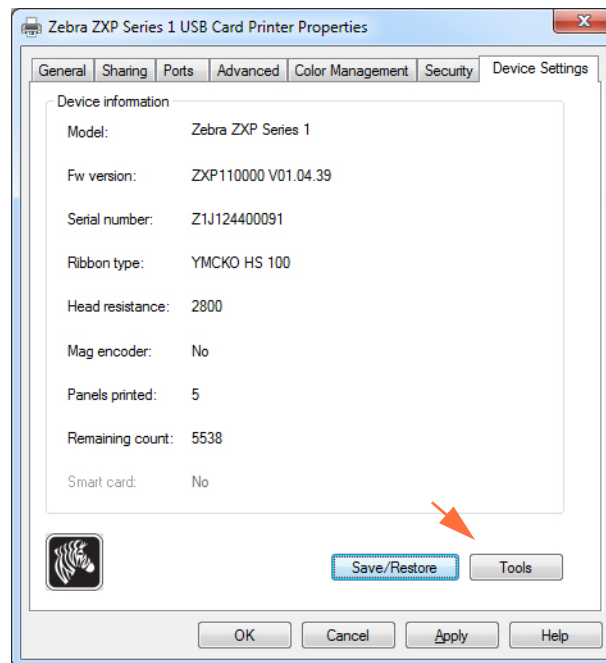 Zebra ZXP Series 1 USB Card Printer Properties
General Sharing Ports Advanced Color Management Security Device Settings
Device information
Model: Zebra ZXP Series 1
Fw version: ZXP110000 V01.04.39
Serial number: Z1J124400091
Ribbon type: YMCKO HS 100
Head resistance: 2800
Mag encoder: No
Panels printed: 5
Remaining count: 5538
Smart card: No
Save/Restore Tools
OK Cancel Apply Help